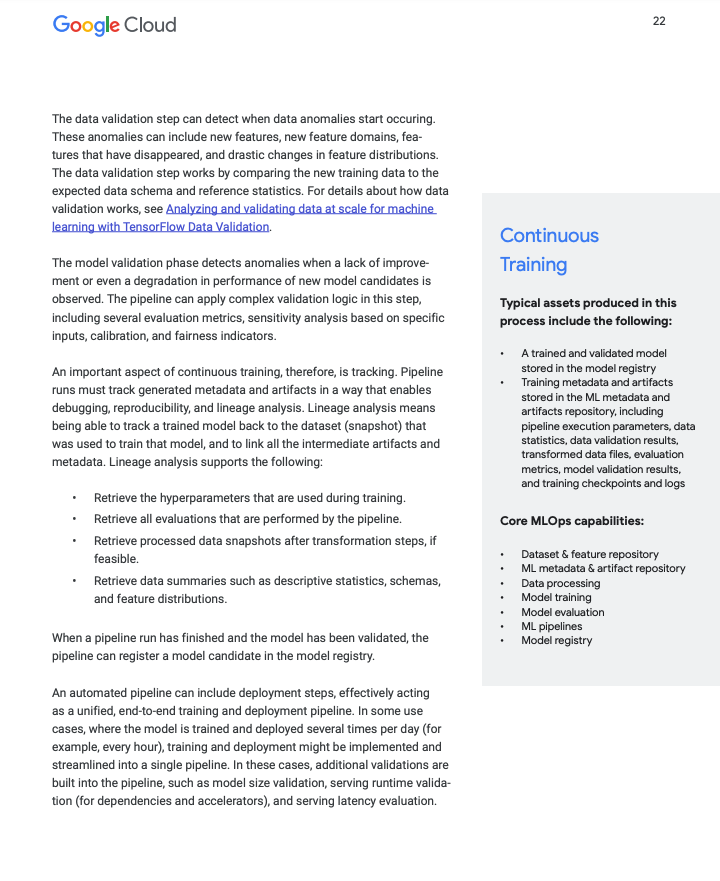 Google Cloud
22
The data validation step can detect when data anomalies start occuring.
These anomalies can include new features, new feature domains, fea-
tures that have disappeared, and drastic changes in feature distributions.
The data validation step works by comparing the new training data to the
expected data schema and reference statistics. For details about how data
validation works, see Analyzing and validating data at scale for machine
learning with TensorFlow Data Validation.
The model validation phase detects anomalies when a lack of improve-
ment or even a degradation in performance of new model candidates is
observed. The pipeline can apply complex validation logic in this step,
including several evaluation metrics, sensitivity analysis based on specific
inputs, calibration, and fairness indicators.
An important aspect of continuous training, therefore, is tracking. Pipeline
runs must track generated metadata and artifacts in a way that enables
debugging, reproducibility, and lineage analysis. Lineage analysis means
being able to track a trained model back to the dataset (snapshot) that
was used to train that model, and to link all the intermediate artifacts and
metadata. Lineage analysis supports the following:
• Retrieve the hyperparameters that are used during training.
• Retrieve all evaluations that are performed by the pipeline.
• Retrieve processed data snapshots after transformation steps, if
feasible.
• Retrieve data summaries such as descriptive statistics, schemas,
and feature distributions.
When a pipeline run has finished and the model has been validated, the
pipeline can register a model candidate in the model registry.
An automated pipeline can include deployment steps, effectively acting
as a unified, end-to-end training and deployment pipeline. In some use
cases, where the model is trained and deployed several times per day (for
example, every hour), training and deployment might be implemented and
streamlined into a single pipeline. In these cases, additional validations are
built into the pipeline, such as model size validation, serving runtime valida-
tion (for dependencies and accelerators), and serving latency evaluation.
Continuous
Training
Typical assets produced in this
process include the following:
• A trained and validated model
stored in the model registry
• Training metadata and artifacts
stored in the ML metadata and
artifacts repository, including
pipeline execution parameters, data
statistics, data validation results,
transformed data files, evaluation
metrics, model validation results,
and training checkpoints and logs
Core MLOps capabilities:
• Dataset & feature repository
• ML metadata & artifact repository
• Data processing
• Model training
• Model evaluation
• ML pipelines
• Model registry